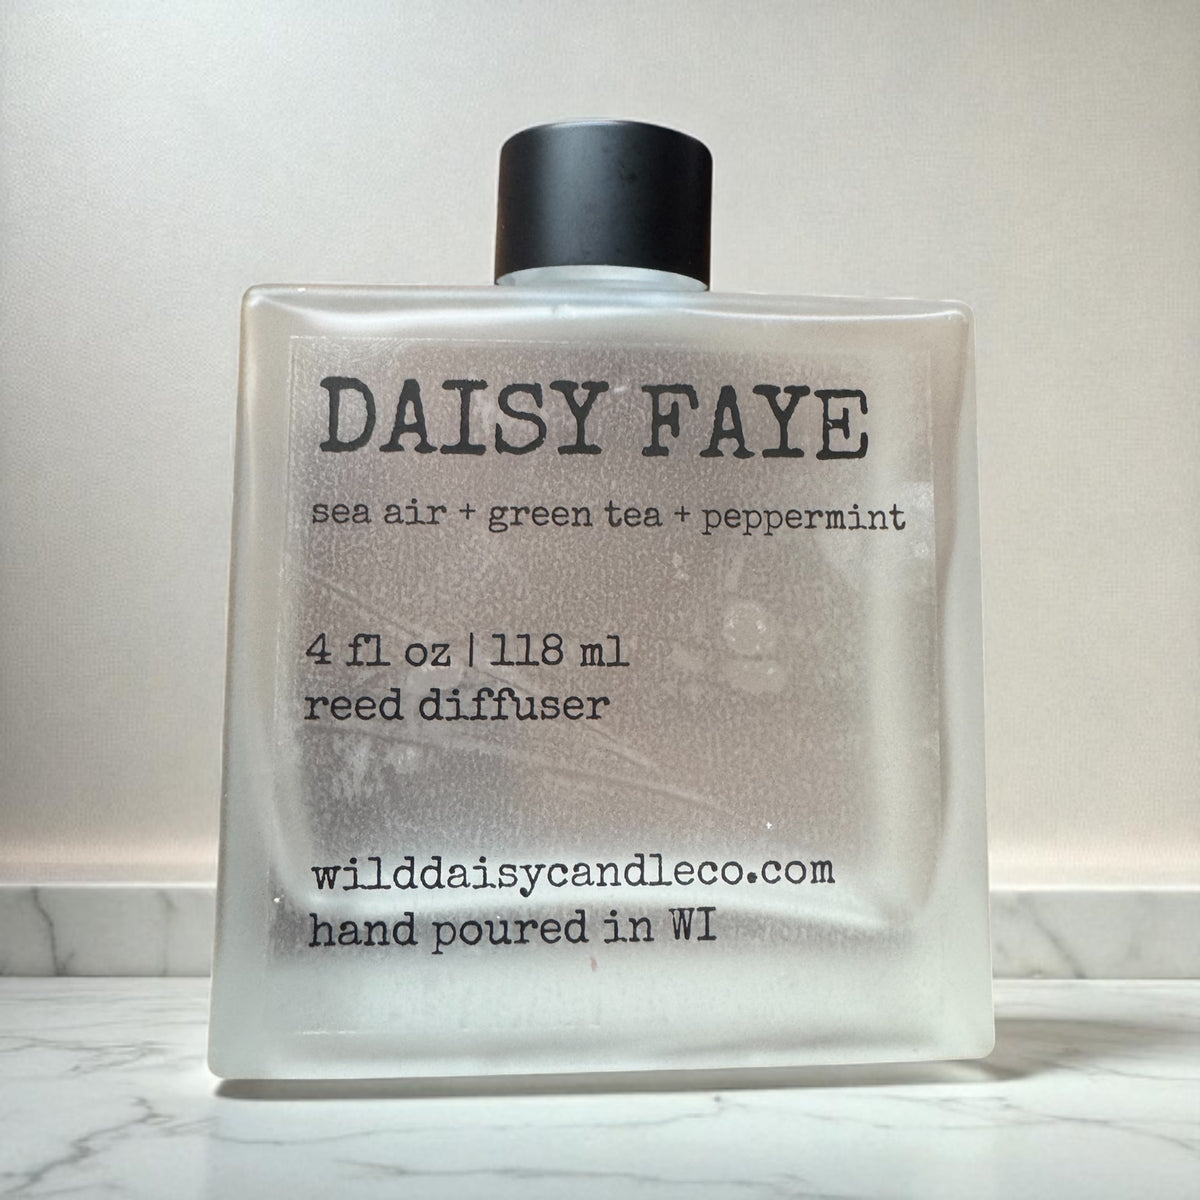 DAISY FAYE
sea air + green tea + peppermint
4 fl oz | 118 ml
reed diffuser
wilddaisycandleco.com
hand poured in WI